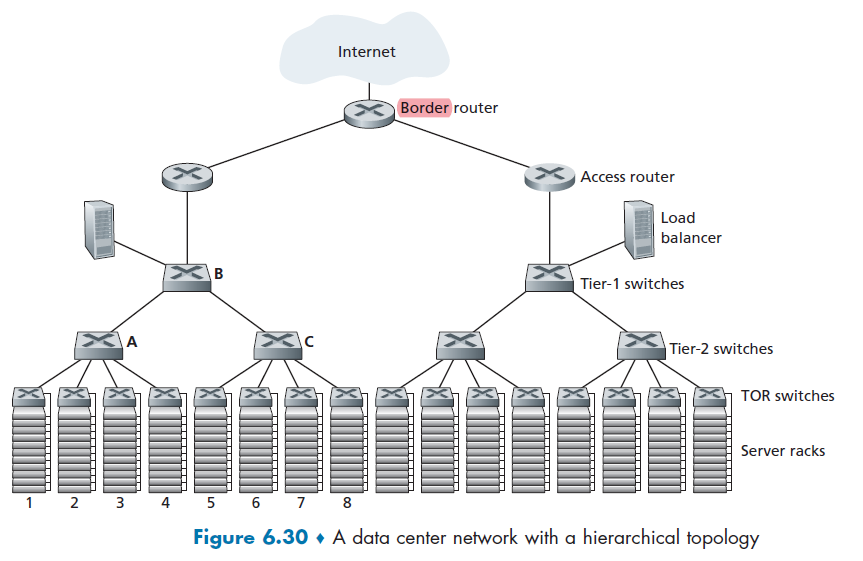 Internet
Border router
Access router
Load
balancer
B
Tier-1 switches
A
C
Tier-2 switches
TOR switches
Server racks
1 2 3 4 5 6 7 8
Figure 6.30 ♦ A data center network with a hierarchical topology